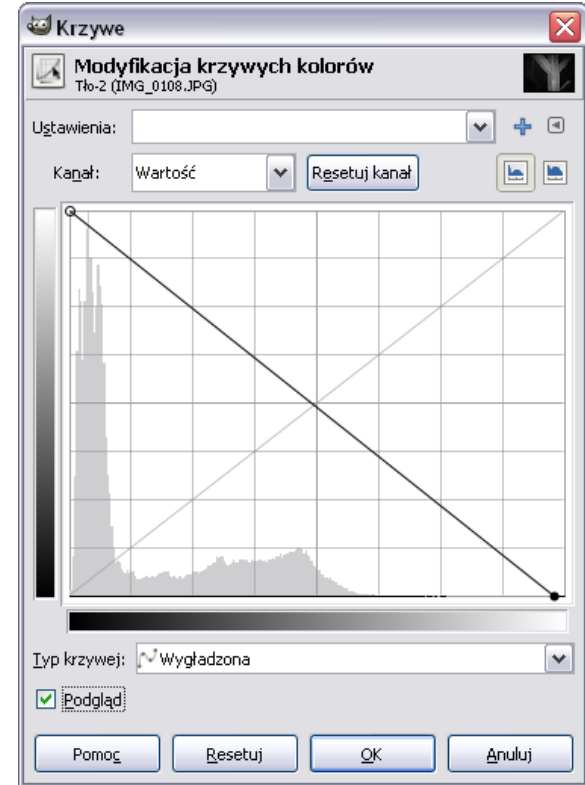 Krzywe
Modyfikacja krzywych kolorów
Tło-2 (IMG_0108.JPG)
Ustawienia:
Kanał: Wartość Resetuj kanał
Typ krzywej: Wygładzona
Podgląd
Pomoc Resetuj OK Anuluj